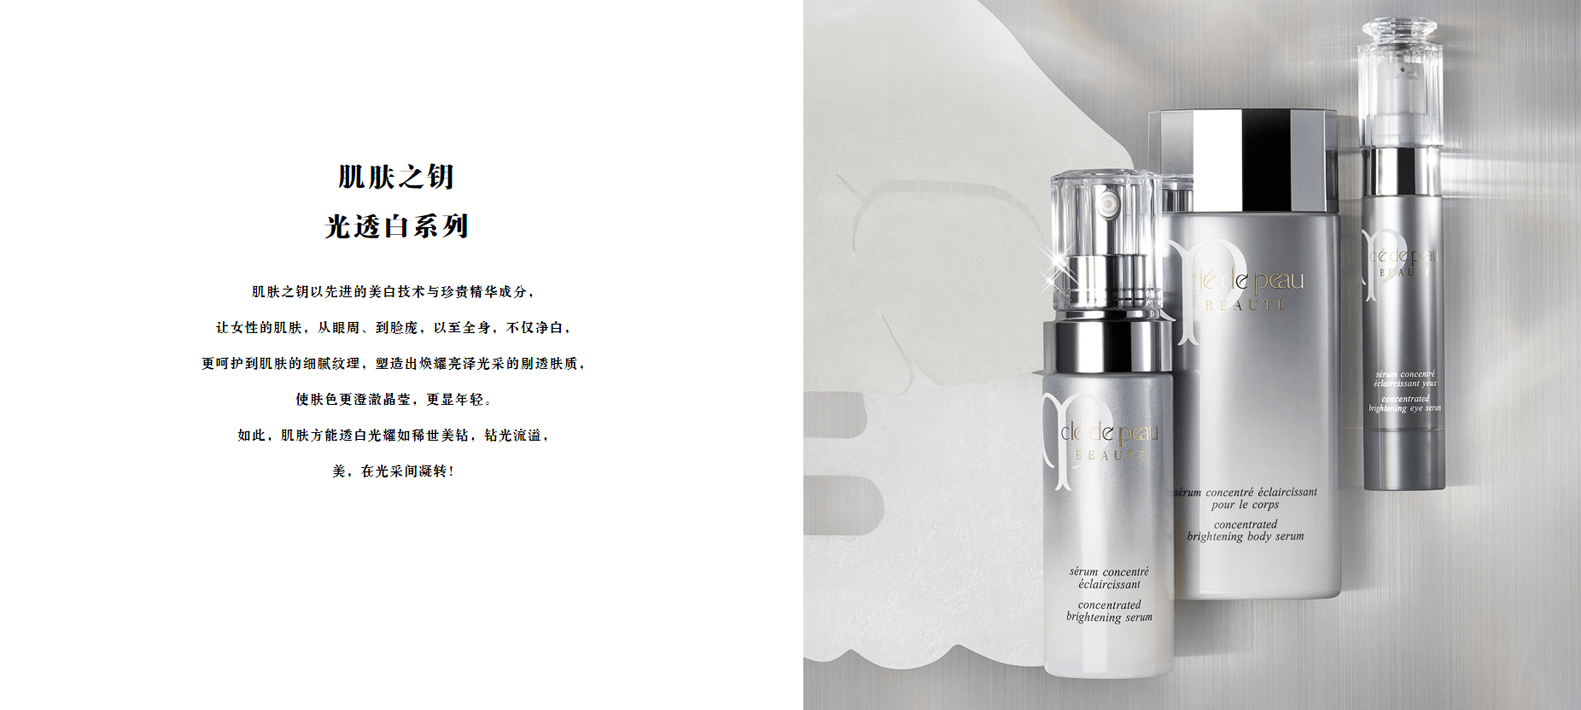 肌肤之钥
光透白系列
肌肤之钥以先进的美白技术与珍贵精华成分，
让女性的肌肤，从眼周、到脸庞，以至全身，不仅净白，
更呵护到肌肤的细腻纹理，塑造出焕耀亮泽光采的剔透肤质，
使肤色更澄澈晶莹，更显年轻。
如此，肌肤方能透白光耀如稀世美钻，钻光流溢，
美，在光采间凝转！
clé de peau
BEAUTÉ
sérum concentré
éclaircissant
concentrated
brightening serum
clé de peau
BEAUTÉ
sérum concentré éclaircissant
pour le corps
concentrated
brightening body serum
clé de peau
BEAUTÉ
sérum concentré
éclaircissant yeux
concentrated
brightening eye serum